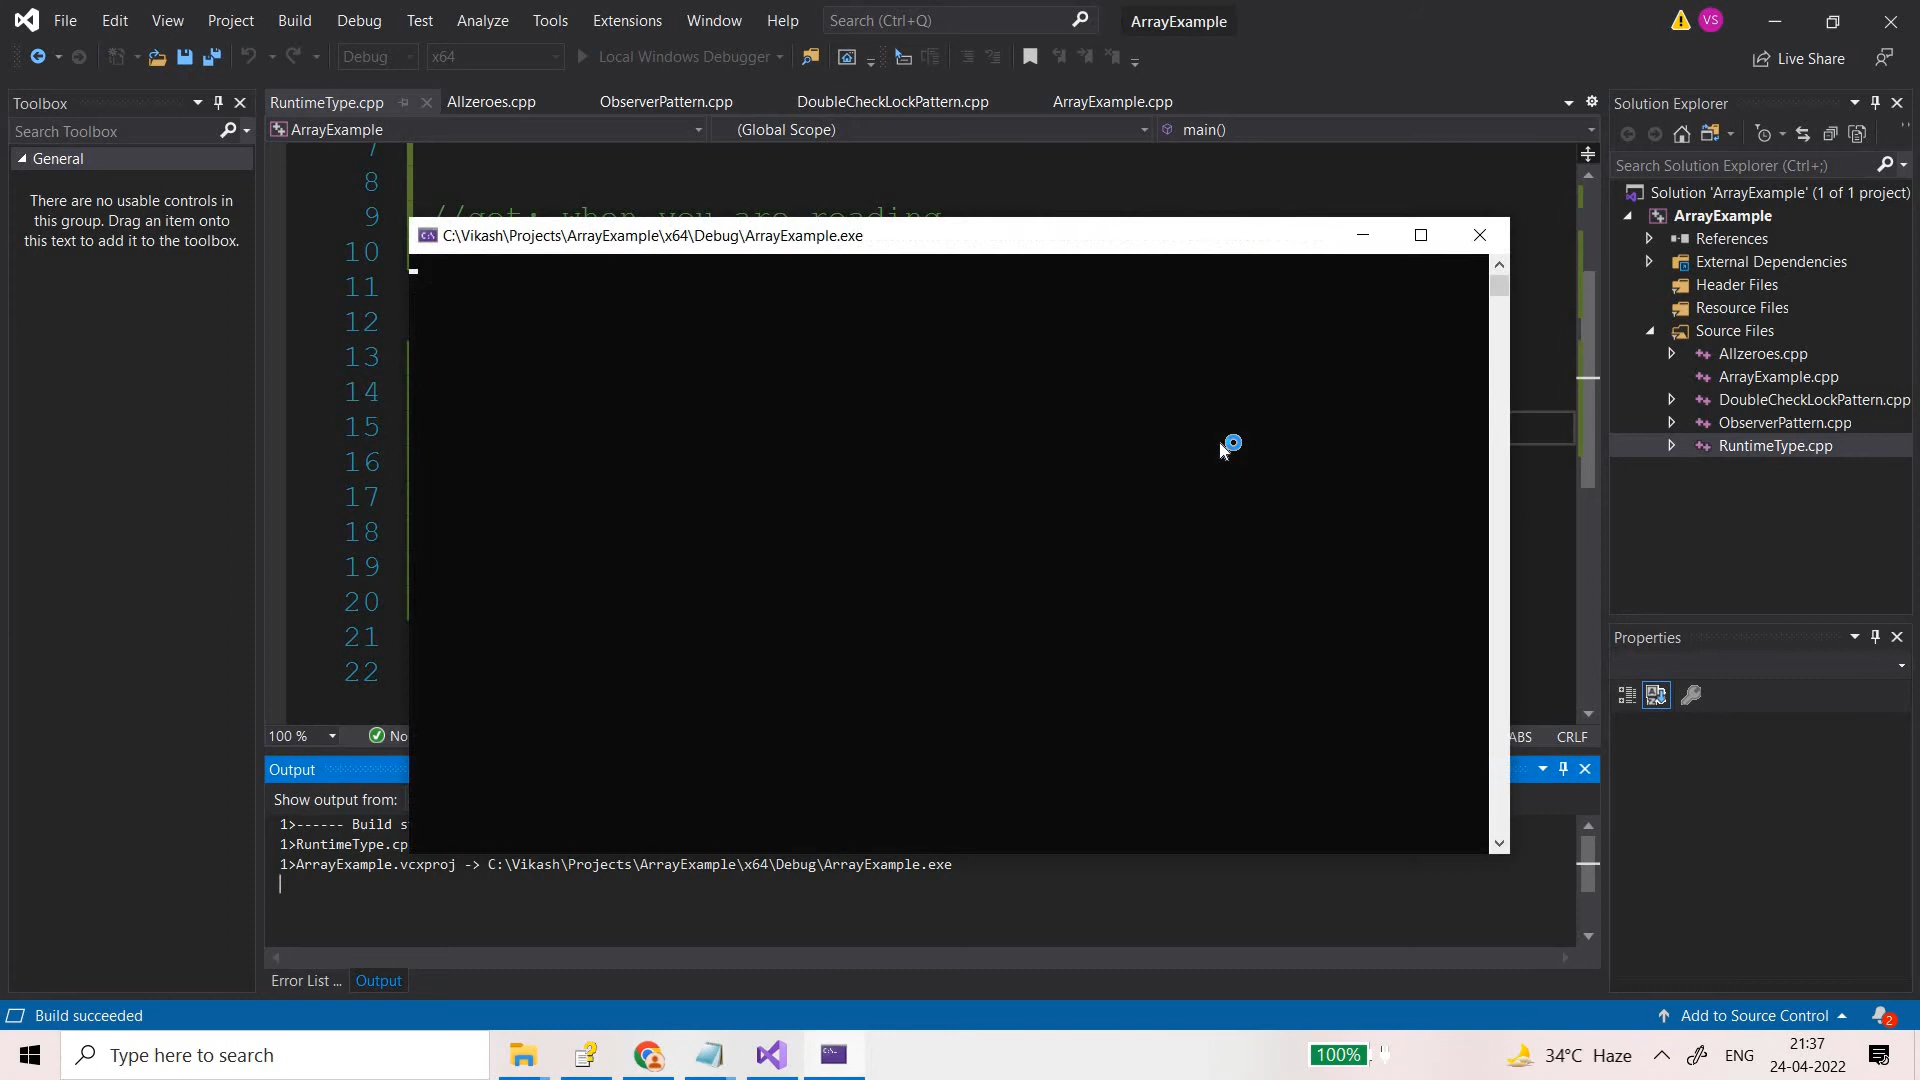 File Edit View Project Build Debug Test Analyze Tools Extensions Window Help Search (Ctrl+Q) ArrayExample VS
Debug x64 Local Windows Debugger Live Share
Toolbox
Search Toolbox
General
There are no usable controls in
this group. Drag an item onto
this text to add it to the toolbox.
RuntimeType.cpp Allzeroes.cpp ObserverPattern.cpp DoubleCheckLockPattern.cpp ArrayExample.cpp
ArrayExample (Global Scope) main()
7
8
9 //get: when you are reading
10
11
12
13
14
15
16
17
18
19
20
21
22
C:\Vikash\Projects\ArrayExample\x64\Debug\ArrayExample.exe
100 % No ABS CRLF
Output
Show output from:
1>------ Build s
1>RuntimeType.cp
1>ArrayExample.vcxproj -> C:\Vikash\Projects\ArrayExample\x64\Debug\ArrayExample.exe
Error List ... Output
Solution Explorer
Search Solution Explorer (Ctrl+;)
Solution 'ArrayExample' (1 of 1 project)
ArrayExample
References
External Dependencies
Header Files
Resource Files
Source Files
Allzeroes.cpp
ArrayExample.cpp
DoubleCheckLockPattern.cpp
ObserverPattern.cpp
RuntimeType.cpp
Properties
Build succeeded Add to Source Control 2
Type here to search 100% 34°C Haze ENG 21:37
24-04-2022